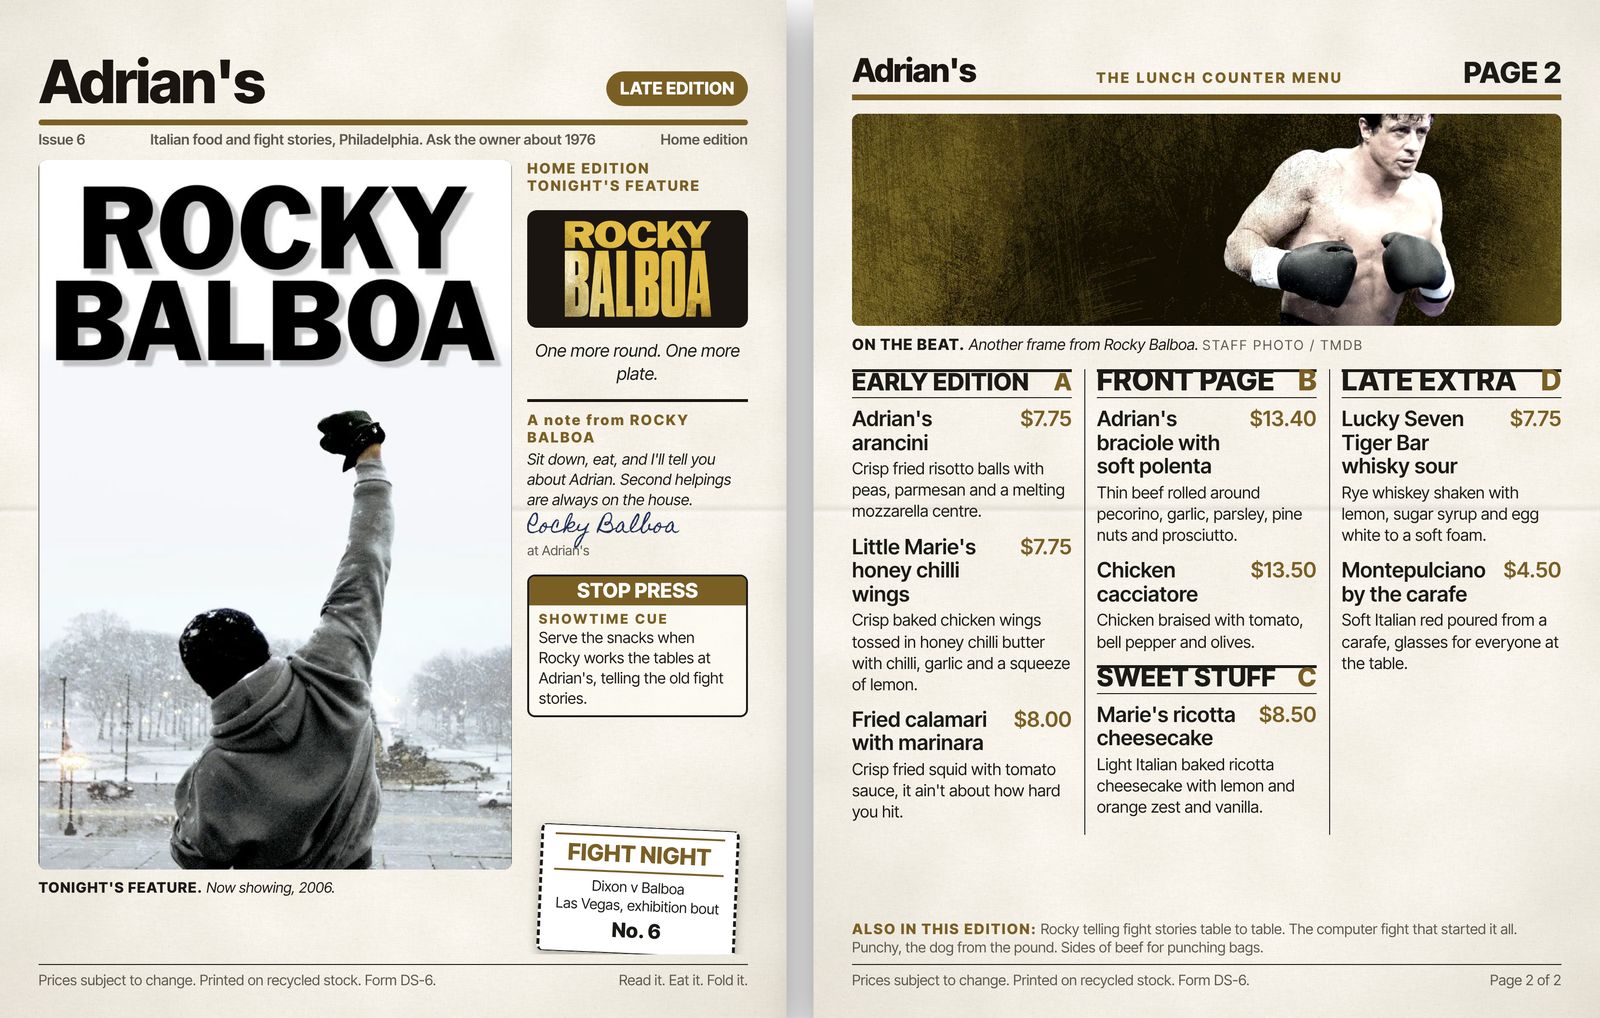 Adrian's
LATE EDITION
Issue 6
Italian food and fight stories, Philadelphia. Ask the owner about 1976
Home edition
ROCKY
BALBOA
TONIGHT'S FEATURE. Now showing, 2006.
HOME EDITION
TONIGHT'S FEATURE
ROCKY
BALBOA
One more round. One more
plate.
A note from ROCKY
BALBOA
Sit down, eat, and I'll tell you
about Adrian. Second helpings
are always on the house.
Rocky Balboa
at Adrian's
STOP PRESS
SHOWTIME CUE
Serve the snacks when
Rocky works the tables at
Adrian's, telling the old fight
stories.
FIGHT NIGHT
Dixon v Balboa
Las Vegas, exhibition bout
No. 6
Prices subject to change. Printed on recycled stock. Form DS-6.
Read it. Eat it. Fold it.
Adrian's
THE LUNCH COUNTER MENU
PAGE 2
ON THE BEAT. Another frame from Rocky Balboa. STAFF PHOTO / TMDB
EARLY EDITION A
Adrian's $7.75
arancini
Crisp fried risotto balls with
peas, parmesan and a melting
mozzarella centre.
Little Marie's $7.75
honey chilli
wings
Crisp baked chicken wings
tossed in honey chilli butter
with chilli, garlic and a squeeze
of lemon.
Fried calamari $8.00
with marinara
Crisp fried squid with tomato
sauce, it ain't about how hard
you hit.
FRONT PAGE B
Adrian's $13.40
braciole with
soft polenta
Thin beef rolled around
pecorino, garlic, parsley, pine
nuts and prosciutto.
Chicken $13.50
cacciatore
Chicken braised with tomato,
bell pepper and olives.
SWEET STUFF C
Marie's ricotta $8.50
cheesecake
Light Italian baked ricotta
cheesecake with lemon and
orange zest and vanilla.
LATE EXTRA D
Lucky Seven $7.75
Tiger Bar
whisky sour
Rye whiskey shaken with
lemon, sugar syrup and egg
white to a soft foam.
Montepulciano $4.50
by the carafe
Soft Italian red poured from a
carafe, glasses for everyone at
the table.
ALSO IN THIS EDITION: Rocky telling fight stories table to table. The computer fight that started it all.
Punchy, the dog from the pound. Sides of beef for punching bags.
Prices subject to change. Printed on recycled stock. Form DS-6.
Page 2 of 2